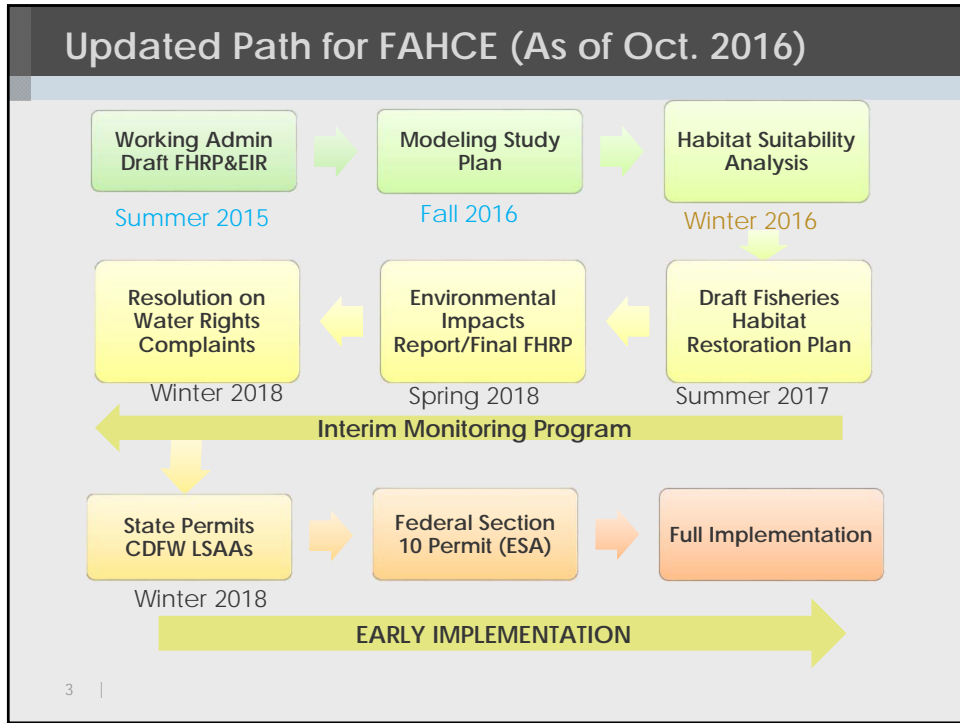 Updated Path for FAHCE (As of Oct. 2016)
Working Admin
Draft FHRP&EIR
Summer 2015
Modeling Study
Plan
Fall 2016
Habitat Suitability
Analysis
Winter 2016
Draft Fisheries
Habitat
Restoration Plan
Summer 2017
Environmental
Impacts
Report/Final FHRP
Spring 2018
Resolution on
Water Rights
Complaints
Winter 2018
Interim Monitoring Program
State Permits
CDFW LSAAs
Winter 2018
Federal Section
10 Permit (ESA)
Full Implementation
EARLY IMPLEMENTATION
3 |